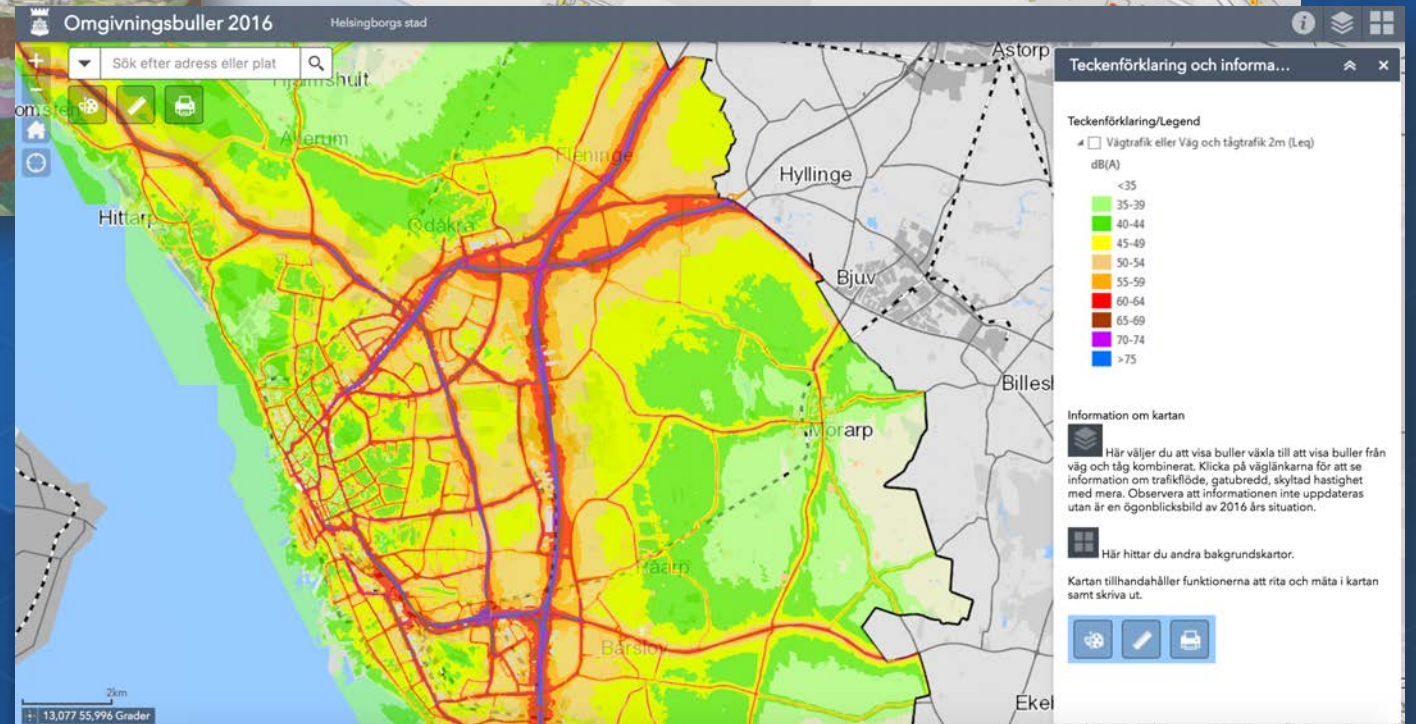 Omgivningsbuller 2016
Helsingborgs stad
Sök efter adress eller plat
Hjälmshult
Allerum
Fleninge
Åstorp
Hyllinge
Hittarp
Ödåkra
Bjuv
Billesh
Mörarp
Påarp
Bårslöv
Ekeb
2km
13,077 55,996 Grader
Teckenförklaring och informa...
Teckenförklaring/Legend
Vägtrafik eller Väg och tågtrafik 2m (Leq)
dB(A)
<35
35-39
40-44
45-49
50-54
55-59
60-64
65-69
70-74
>75
Information om kartan
Här väljer du att visa buller växla till att visa buller från
väg och tåg kombinerat. Klicka på väglänkarna för att se
information om trafikflöde, gatubredd, skyltad hastighet
med mera. Observera att informationen inte uppdateras
utan är en ögonblicksbild av 2016 års situation.
Här hittar du andra bakgrundskartor.
Kartan tillhandahåller funktionerna att rita och mäta i kartan
samt skriva ut.